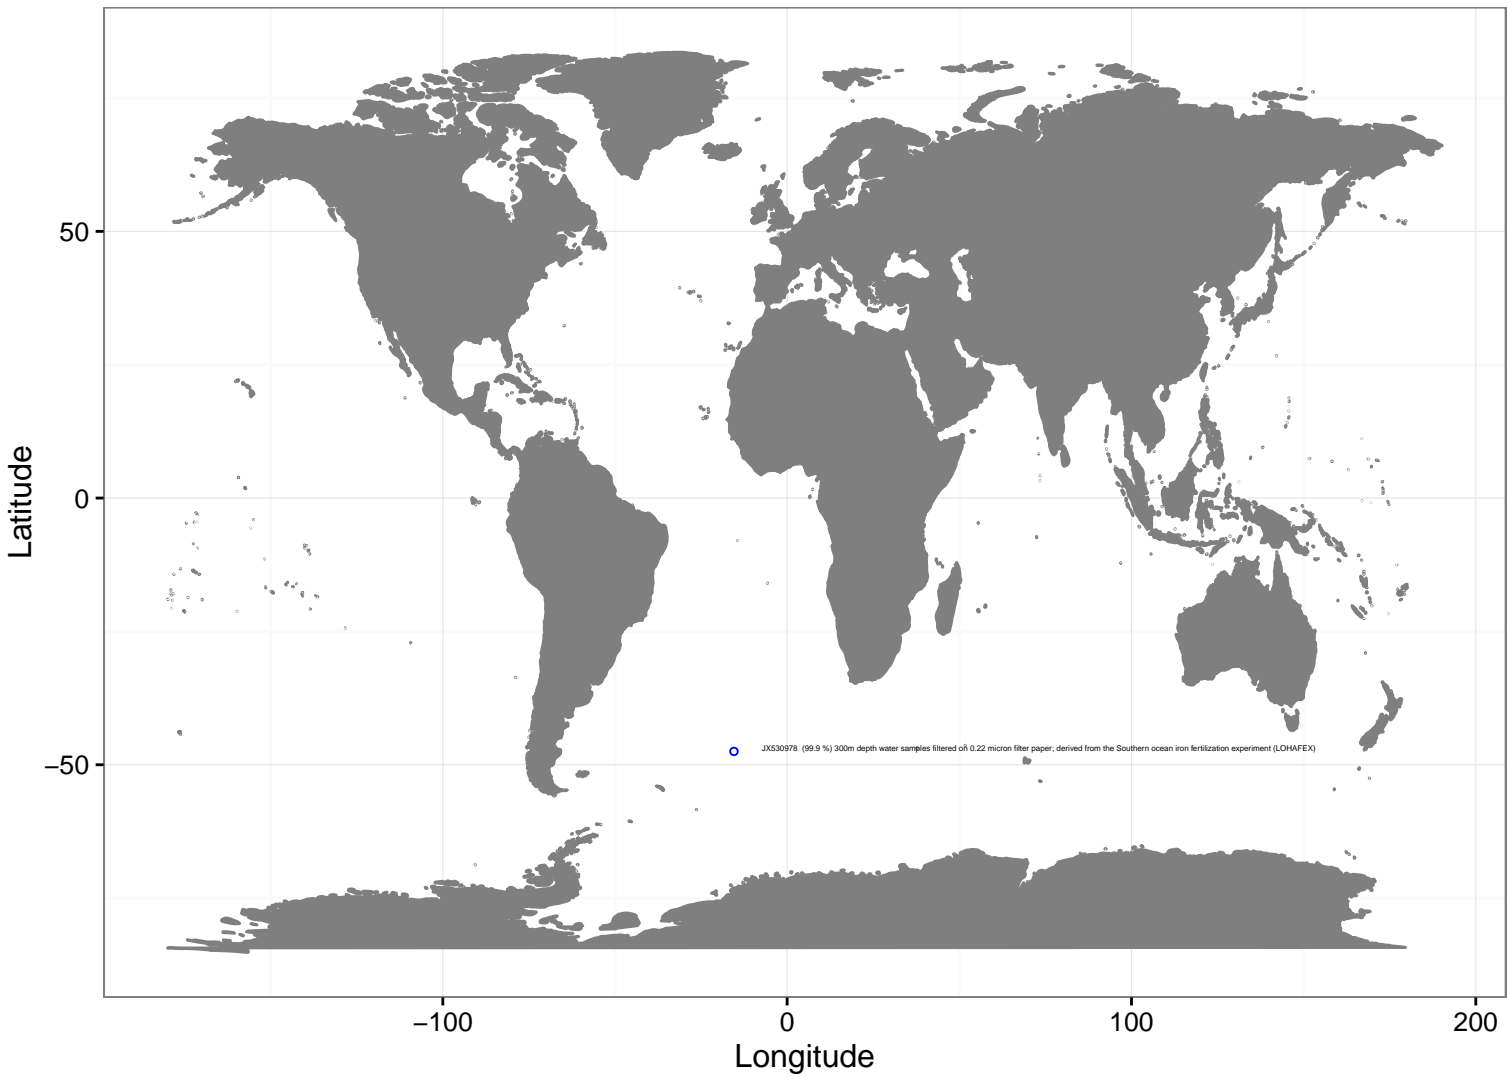 50
0
−50
−100
0
100
200
Latitude
Longitude
JX530978 (99.9 %) 300m depth water samples filtered on 0.22 micron filter paper; derived from the Southern ocean iron fertilization experiment (LOHAFEX)